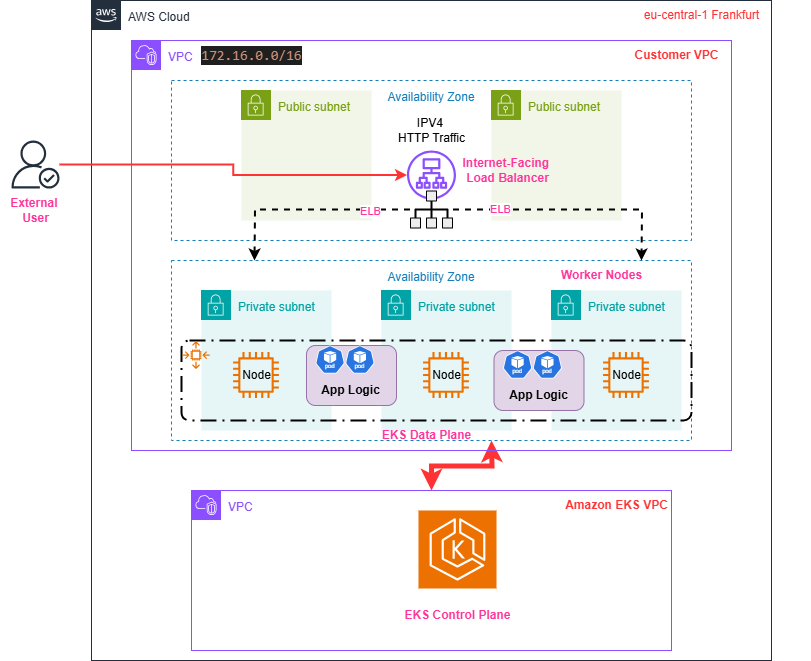 aws
AWS Cloud
eu-central-1 Frankfurt
VPC
172.16.0.0/16
Customer VPC
Public subnet
Availability Zone
Public subnet
IPV4
HTTP Traffic
Internet-Facing
Load Balancer
External
User
ELB
ELB
Availability Zone
Worker Nodes
Private subnet
Private subnet
Private subnet
Node
pod
pod
App Logic
Node
pod
pod
App Logic
Node
EKS Data Plane
VPC
Amazon EKS VPC
K
EKS Control Plane